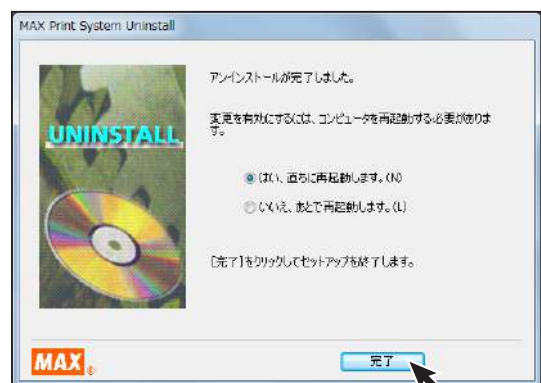 MAX Print System Uninstall
UNINSTALL
アンインストールが完了しました。
変更を有効にするには、コンピュータを再起動する必要がありま
す。
はい、直ちに再起動します。(N)
いいえ、あとで再起動します。(L)
[完了]をクリックしてセットアップを終了します。
MAX®
完了